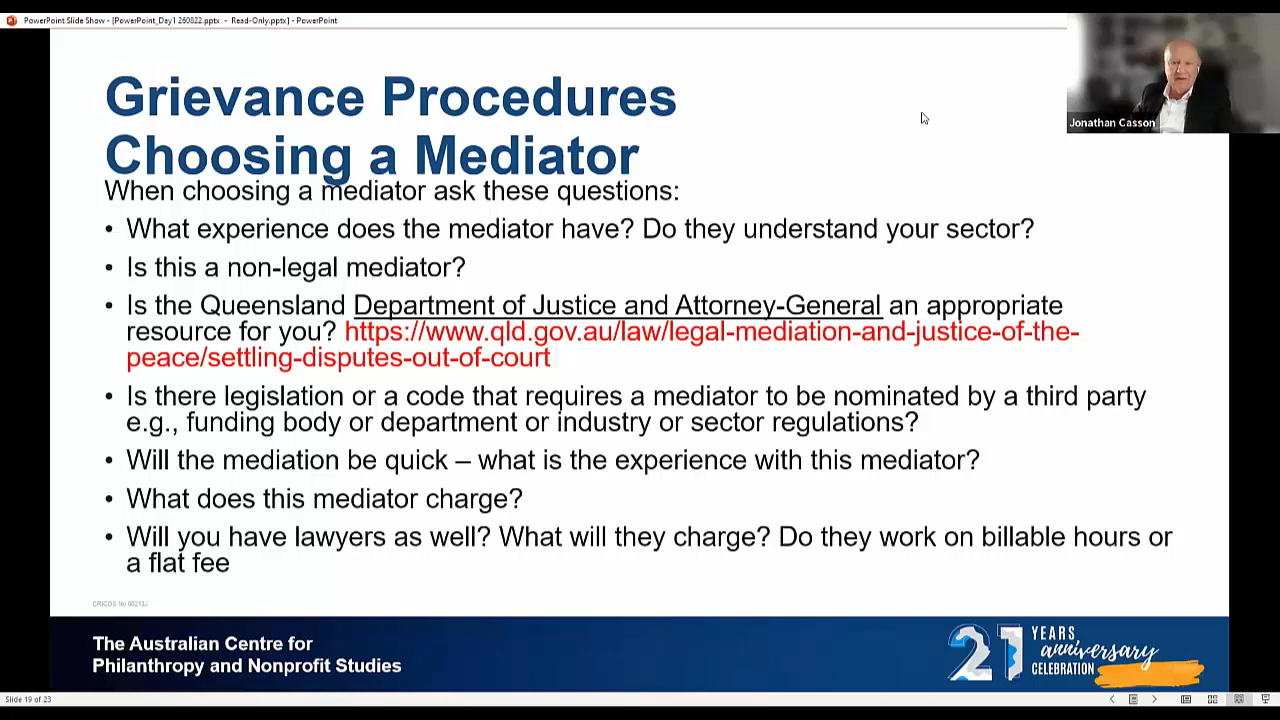 PowerPoint Slide Show - [PowerPoint_Day1 260822.pptx - Read-Only.pptx] - PowerPoint
Jonathan Casson
Grievance Procedures
Choosing a Mediator
When choosing a mediator ask these questions:
• What experience does the mediator have? Do they understand your sector?
• Is this a non-legal mediator?
• Is the Queensland Department of Justice and Attorney-General an appropriate
resource for you? https://www.qld.gov.au/law/legal-mediation-and-justice-of-the-
peace/settling-disputes-out-of-court
• Is there legislation or a code that requires a mediator to be nominated by a third party
e.g., funding body or department or industry or sector regulations?
• Will the mediation be quick – what is the experience with this mediator?
• What does this mediator charge?
• Will you have lawyers as well? What will they charge? Do they work on billable hours or
a flat fee
CRICOS No 00213J
The Australian Centre for
Philanthropy and Nonprofit Studies
21 YEARS
anniversary
CELEBRATION
Slide 19 of 23